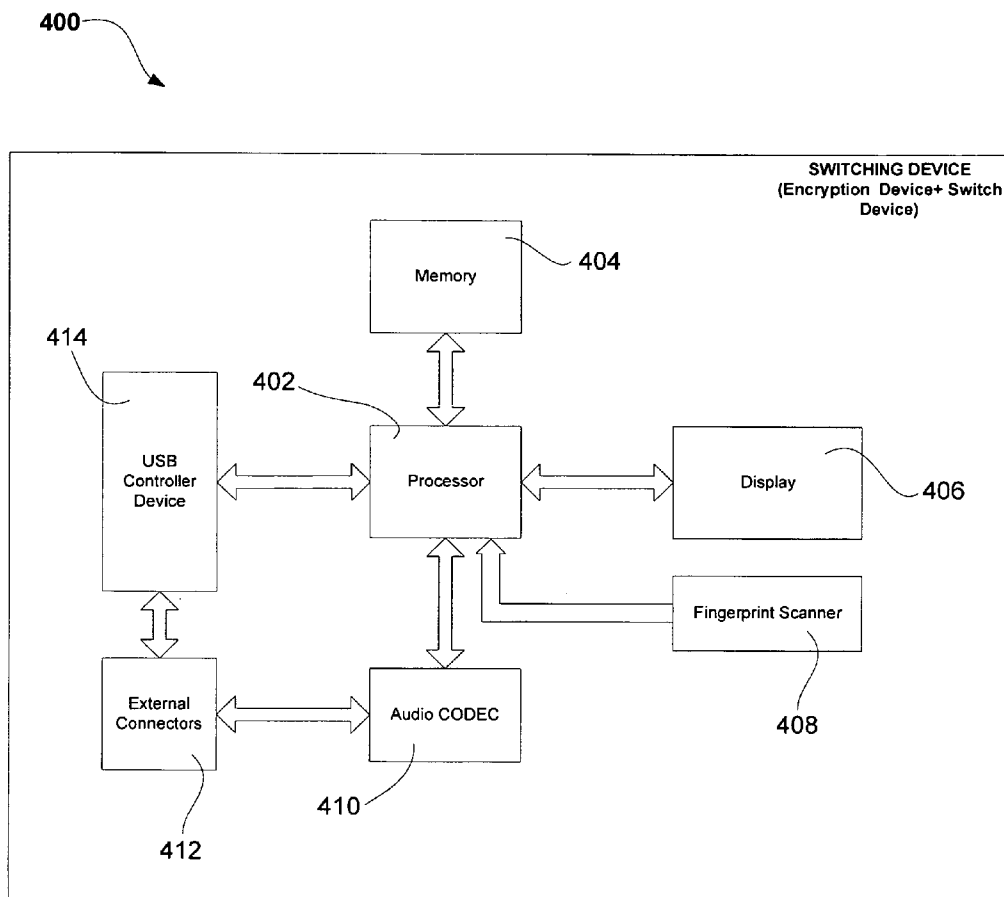 400
SWITCHING DEVICE
(Encryption Device+ Switch
Device)
Memory
404
414
402
USB
Controller
Device
Processor
Display
406
Fingerprint Scanner
External
Connectors
Audio CODEC
408
410
412